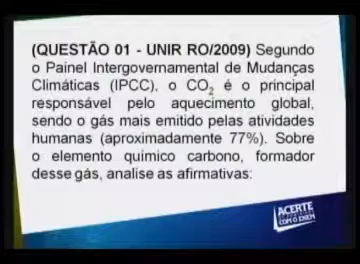 (QUESTÃO 01 - UNIR RO/2009) Segundo
o Painel Intergovernamental de Mudanças
Climáticas (IPCC), o CO₂ é o principal
responsável pelo aquecimento global,
sendo o gás mais emitido pelas atividades
humanas (aproximadamente 77%). Sobre
o elemento químico carbono, formador
desse gás, analise as afirmativas:
ACERTE
COM O ENEM